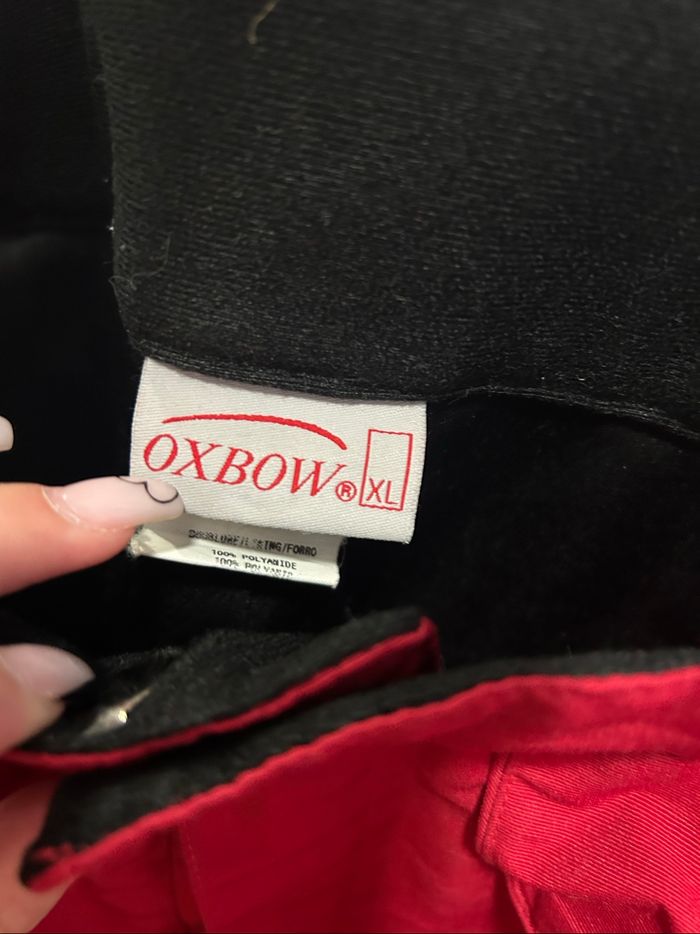 OXBOW®
XL
DOUBLURE/LINING/FORRO
100% POLYAMIDE
100% POLYAMID